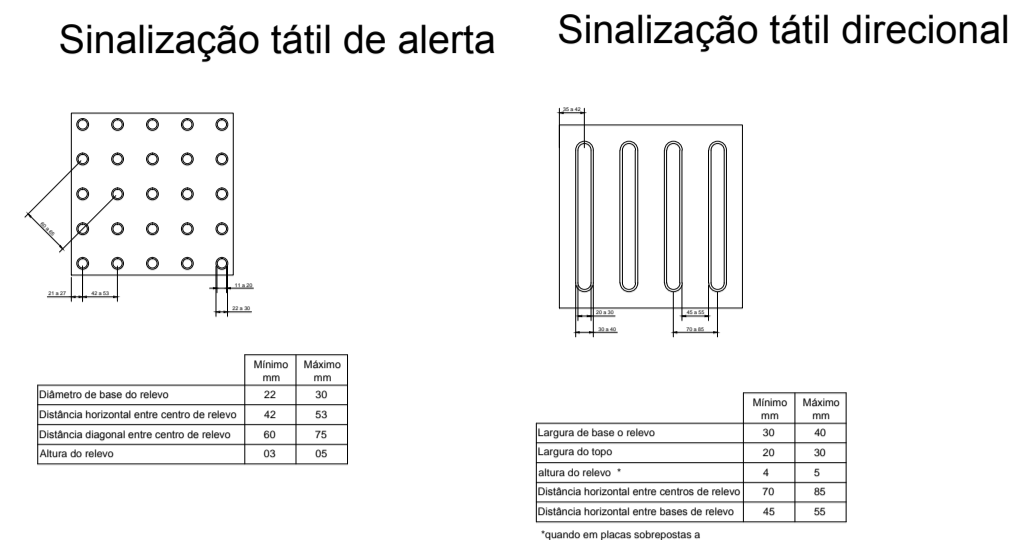 Sinalização tátil de alerta
21 a 27
42 a 53
11 a 20
22 a 30
Mínimo mm Máximo mm
Diâmetro de base do relevo 22 30
Distância horizontal entre centro de relevo 42 53
Distância diagonal entre centro de relevo 60 75
Altura do relevo 03 05
Sinalização tátil direcional
35 a 42
20 a 30
45 a 55
30 a 40
70 a 85
Mínimo mm Máximo mm
Largura de base o relevo 30 40
Largura do topo 20 30
altura do relevo * 4 5
Distância horizontal entre centros de relevo 70 85
Distância horizontal entre bases de relevo 45 55
*quando em placas sobrepostas a